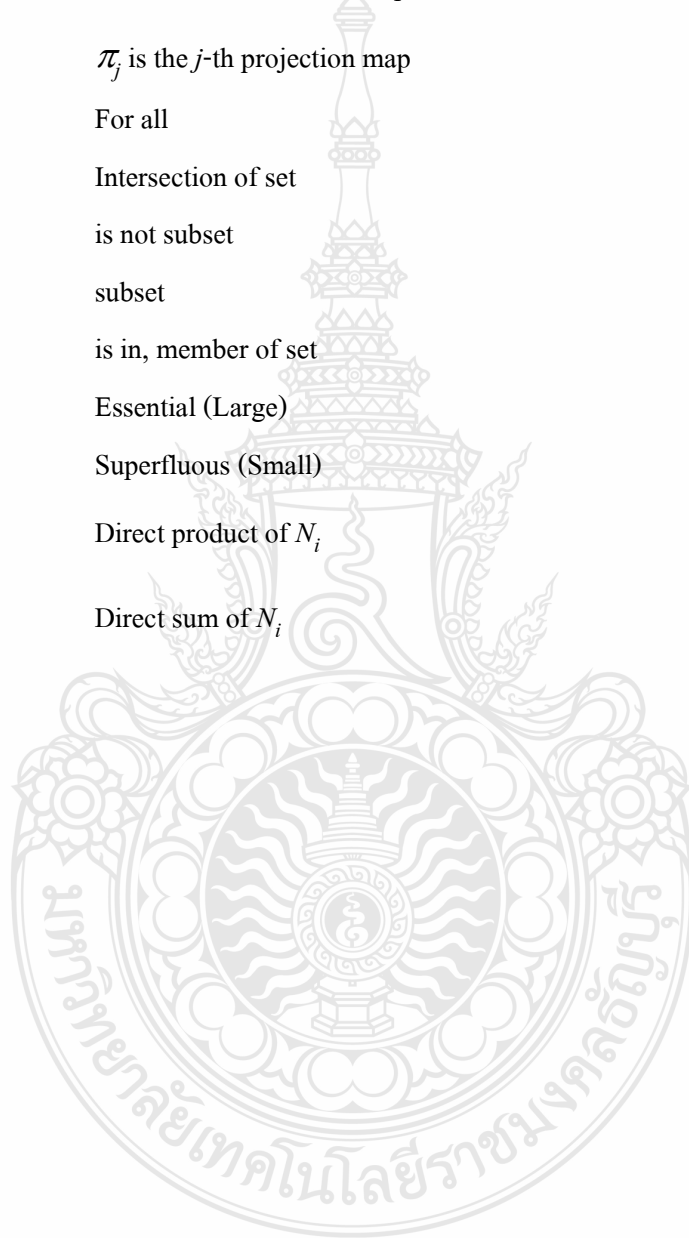 π_j is the j-th projection map
For all
Intersection of set
is not subset
subset
is in, member of set
Essential (Large)
Superfluous (Small)
Direct product of N_i
Direct sum of N_i
มหาวิทยาลัยเทคโนโลยีราชมงคลธัญบุรี